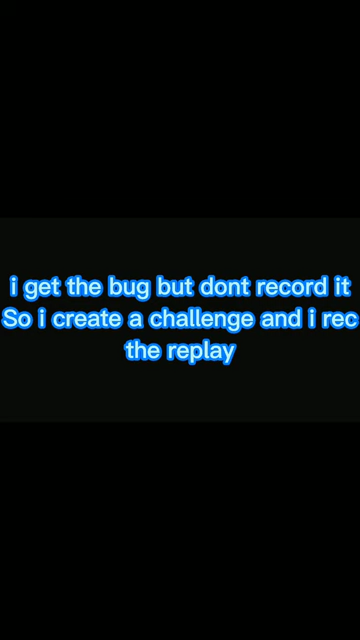 i get the bug but dont record it
So i create a challenge and i rec
the replay